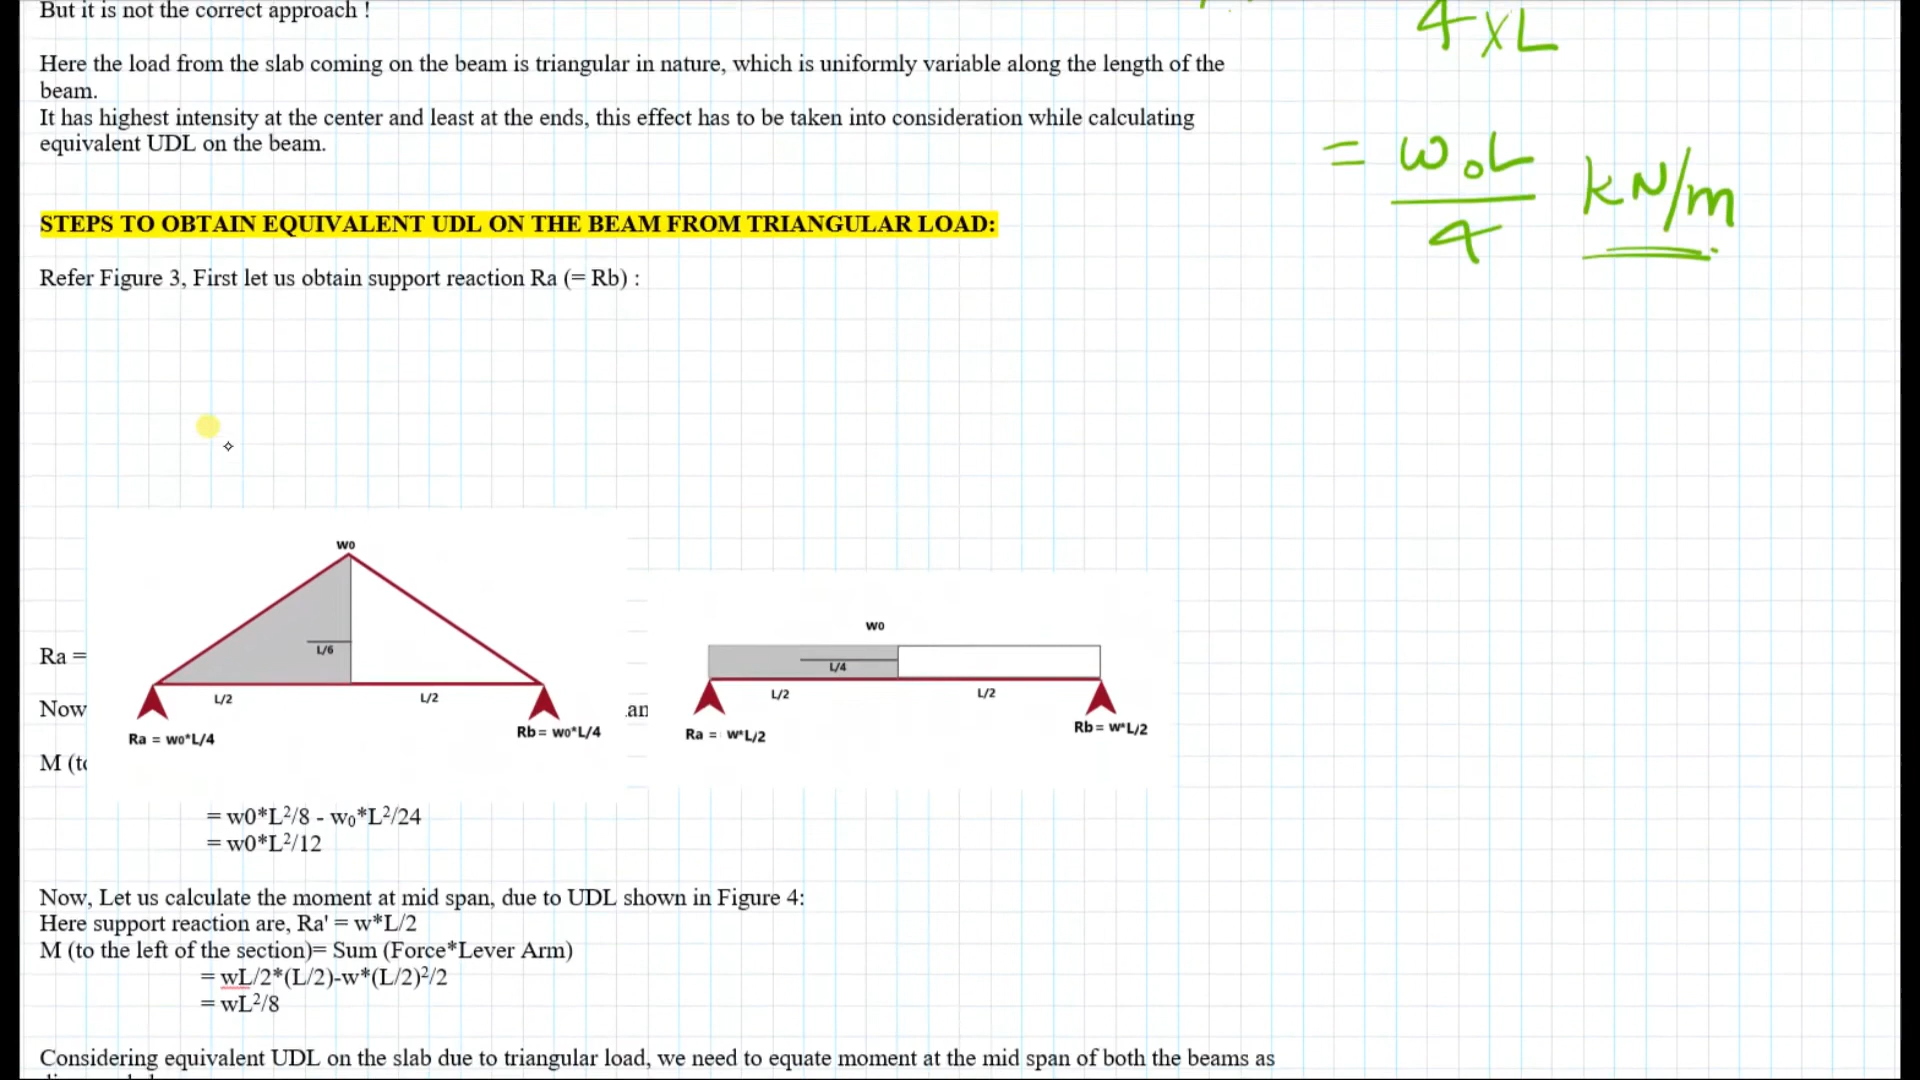 But it is not the correct approach !
4×L
Here the load from the slab coming on the beam is triangular in nature, which is uniformly variable along the length of the
beam.
It has highest intensity at the center and least at the ends, this effect has to be taken into consideration while calculating
equivalent UDL on the beam.
= w₀L/4 kN/m
STEPS TO OBTAIN EQUIVALENT UDL ON THE BEAM FROM TRIANGULAR LOAD:
Refer Figure 3, First let us obtain support reaction Ra (= Rb) :
w0
L/6
L/2
L/2
Ra = w0*L/4
Rb= w0*L/4
w0
L/4
L/2
L/2
Ra = w*L/2
Rb= w*L/2
Ra =
Now
M (to
= w0*L²/8 - w₀*L²/24
= w0*L²/12
Now, Let us calculate the moment at mid span, due to UDL shown in Figure 4:
Here support reaction are, Ra' = w*L/2
M (to the left of the section)= Sum (Force*Lever Arm)
= wL/2*(L/2)-w*(L/2)²/2
= wL²/8
Considering equivalent UDL on the slab due to triangular load, we need to equate moment at the mid span of both the beams as